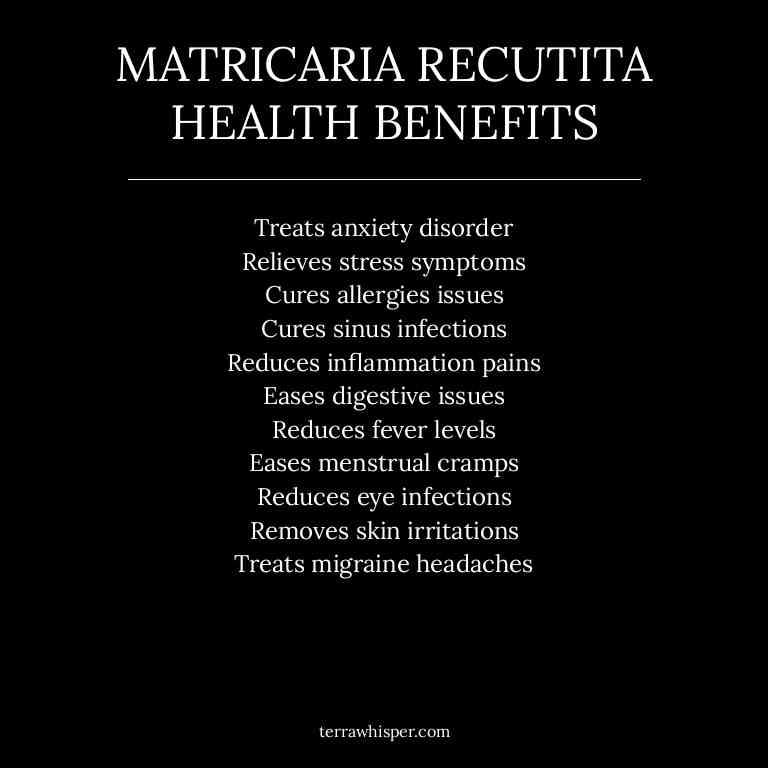 MATRICARIA RECUTITA
HEALTH BENEFITS
Treats anxiety disorder
Relieves stress symptoms
Cures allergies issues
Cures sinus infections
Reduces inflammation pains
Eases digestive issues
Reduces fever levels
Eases menstrual cramps
Reduces eye infections
Removes skin irritations
Treats migraine headaches
terrawhisper.com